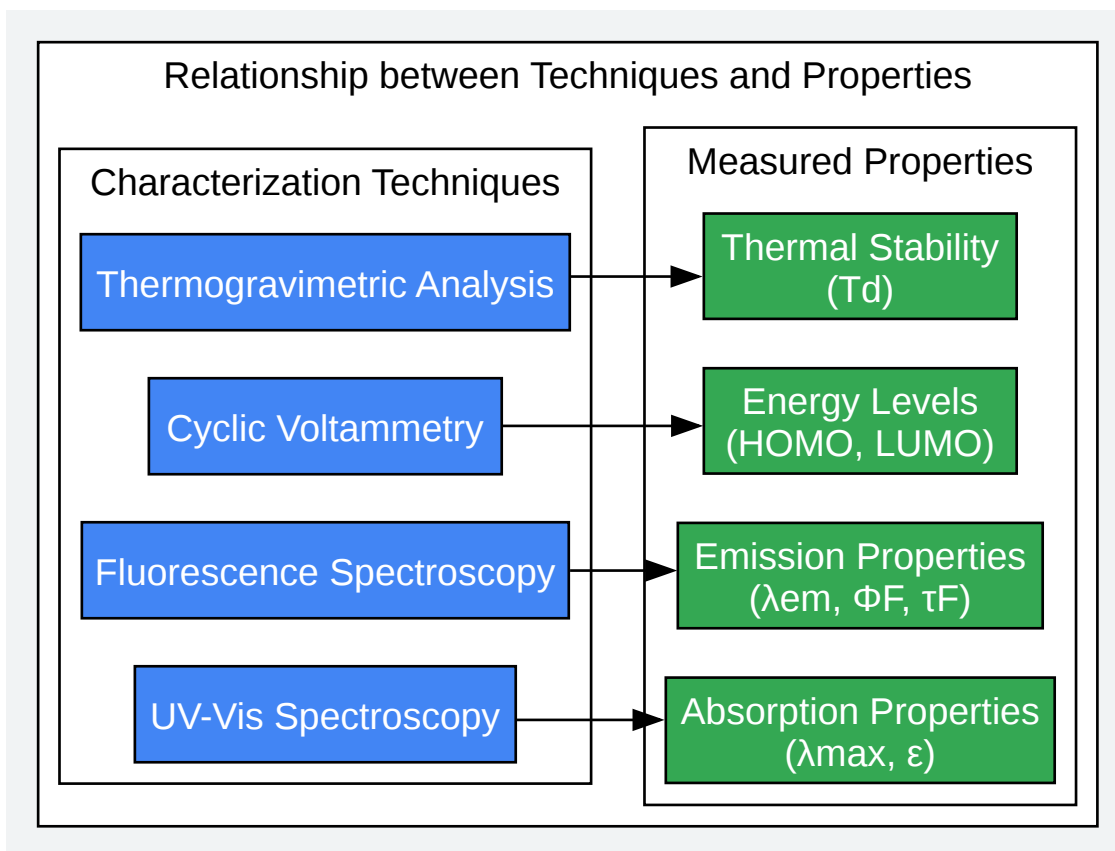 Relationship between Techniques and Properties
Characterization Techniques
Thermogravimetric Analysis
Cyclic Voltammetry
Fluorescence Spectroscopy
UV-Vis Spectroscopy
Measured Properties
Thermal Stability
(Td)
Energy Levels
(HOMO, LUMO)
Emission Properties
(λem, ΦF, τF)
Absorption Properties
(λmax, ε)